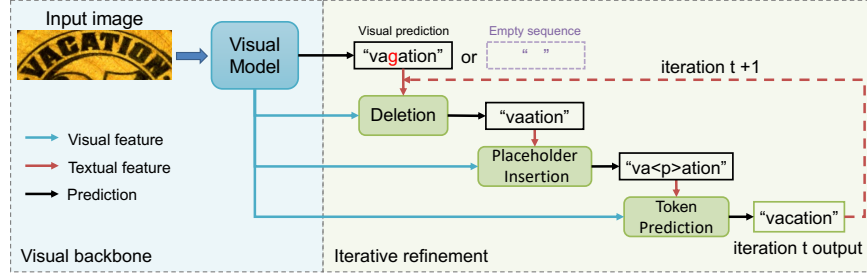 Input image
VACATION
Visual Model
Visual prediction
"vagation"
or
Empty sequence
" "
iteration t +1
Deletion
"vaation"
Placeholder Insertion
"va<p>ation"
Token Prediction
"vacation"
iteration t output
Visual feature
Textual feature
Prediction
Visual backbone
Iterative refinement